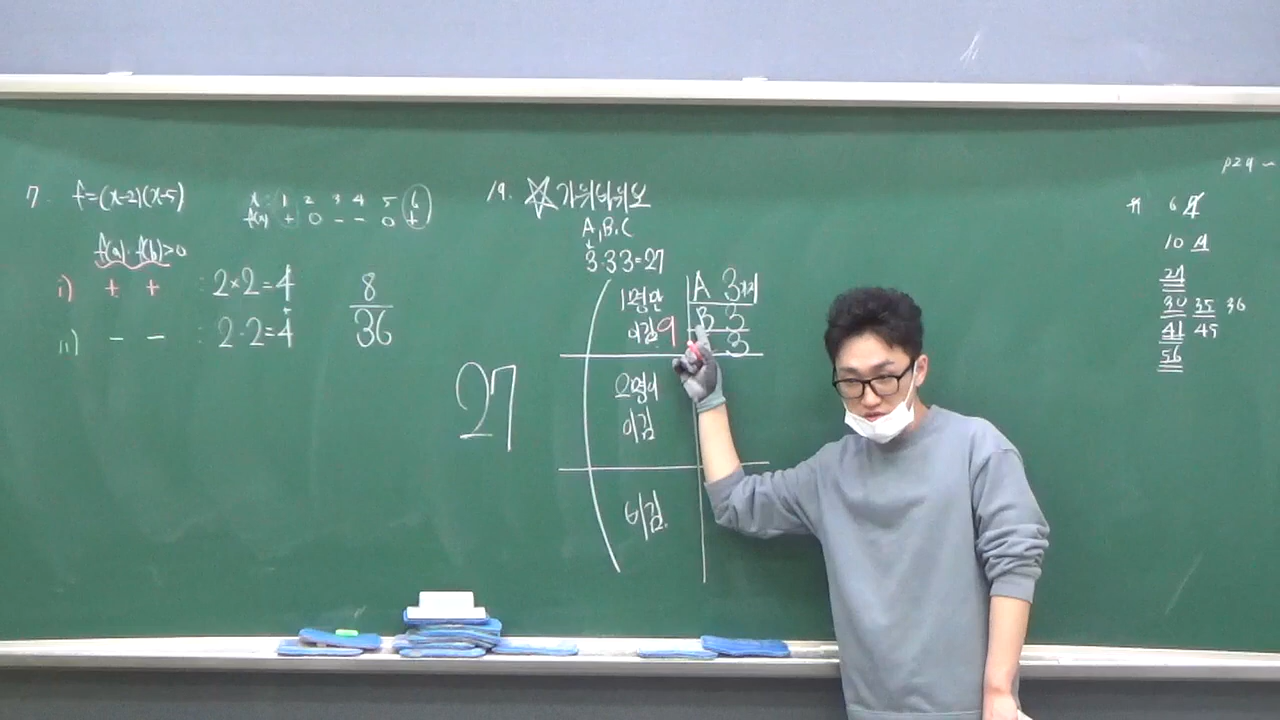 7. f=(x-2)(x-5)
x : 1 2 3 4 5 6
f(x) + 0 - - 0 +
f(a)·f(b)>0
i) + + : 2×2=4
ii) - - : 2·2=4
8
36
19. ☆가위바위보
A, B, C
3·3·3=27
27
1명만
이김 9
A 3가지
B 3
3
2명이
이김
비김.
P24 ~
6
10
21
30 35 36
41 45
56